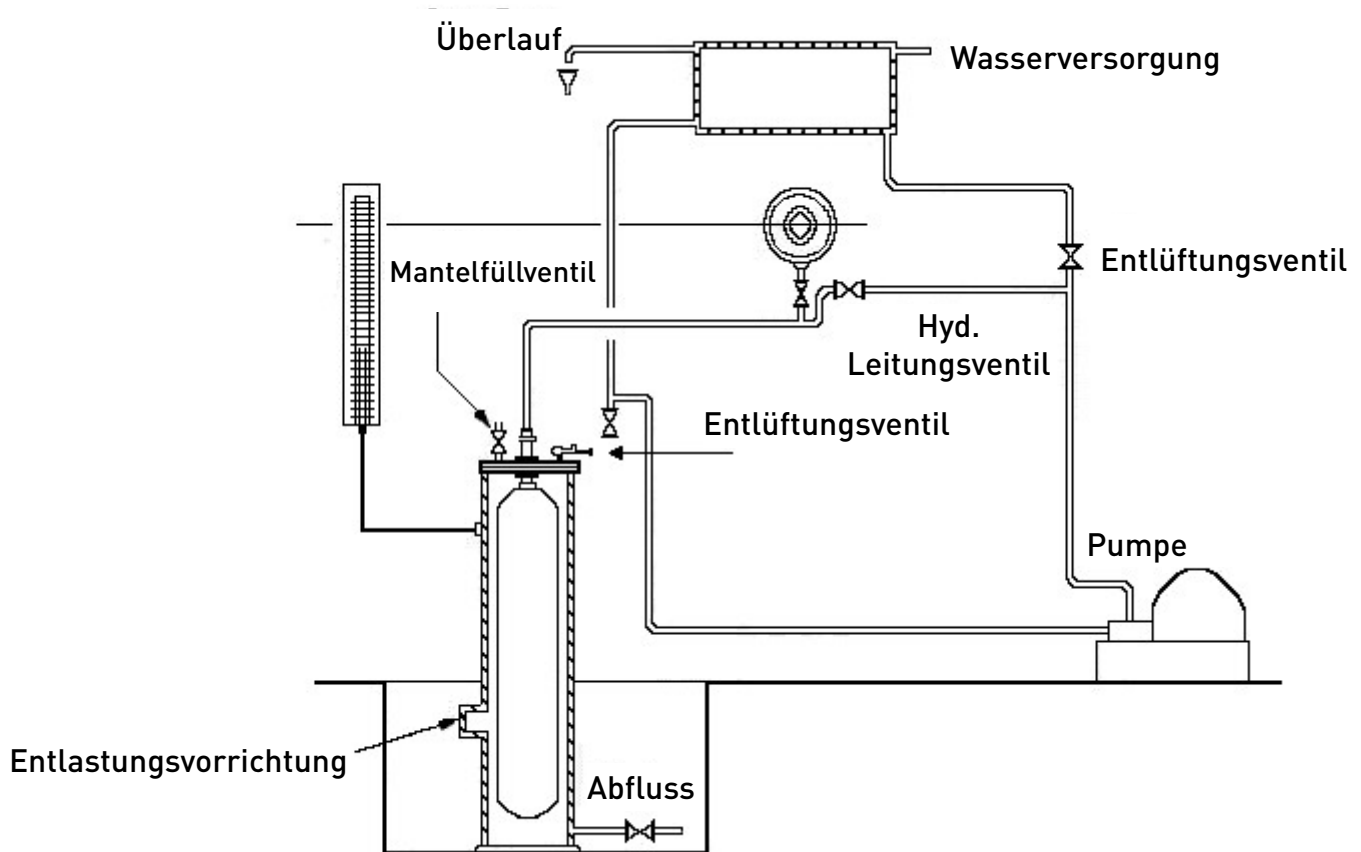 Überlauf
Wasserversorgung
Mantelfüllventil
Entlüftungsventil
Hyd.
Leitungsventil
Entlüftungsventil
Pumpe
Entlastungsvorrichtung
Abfluss